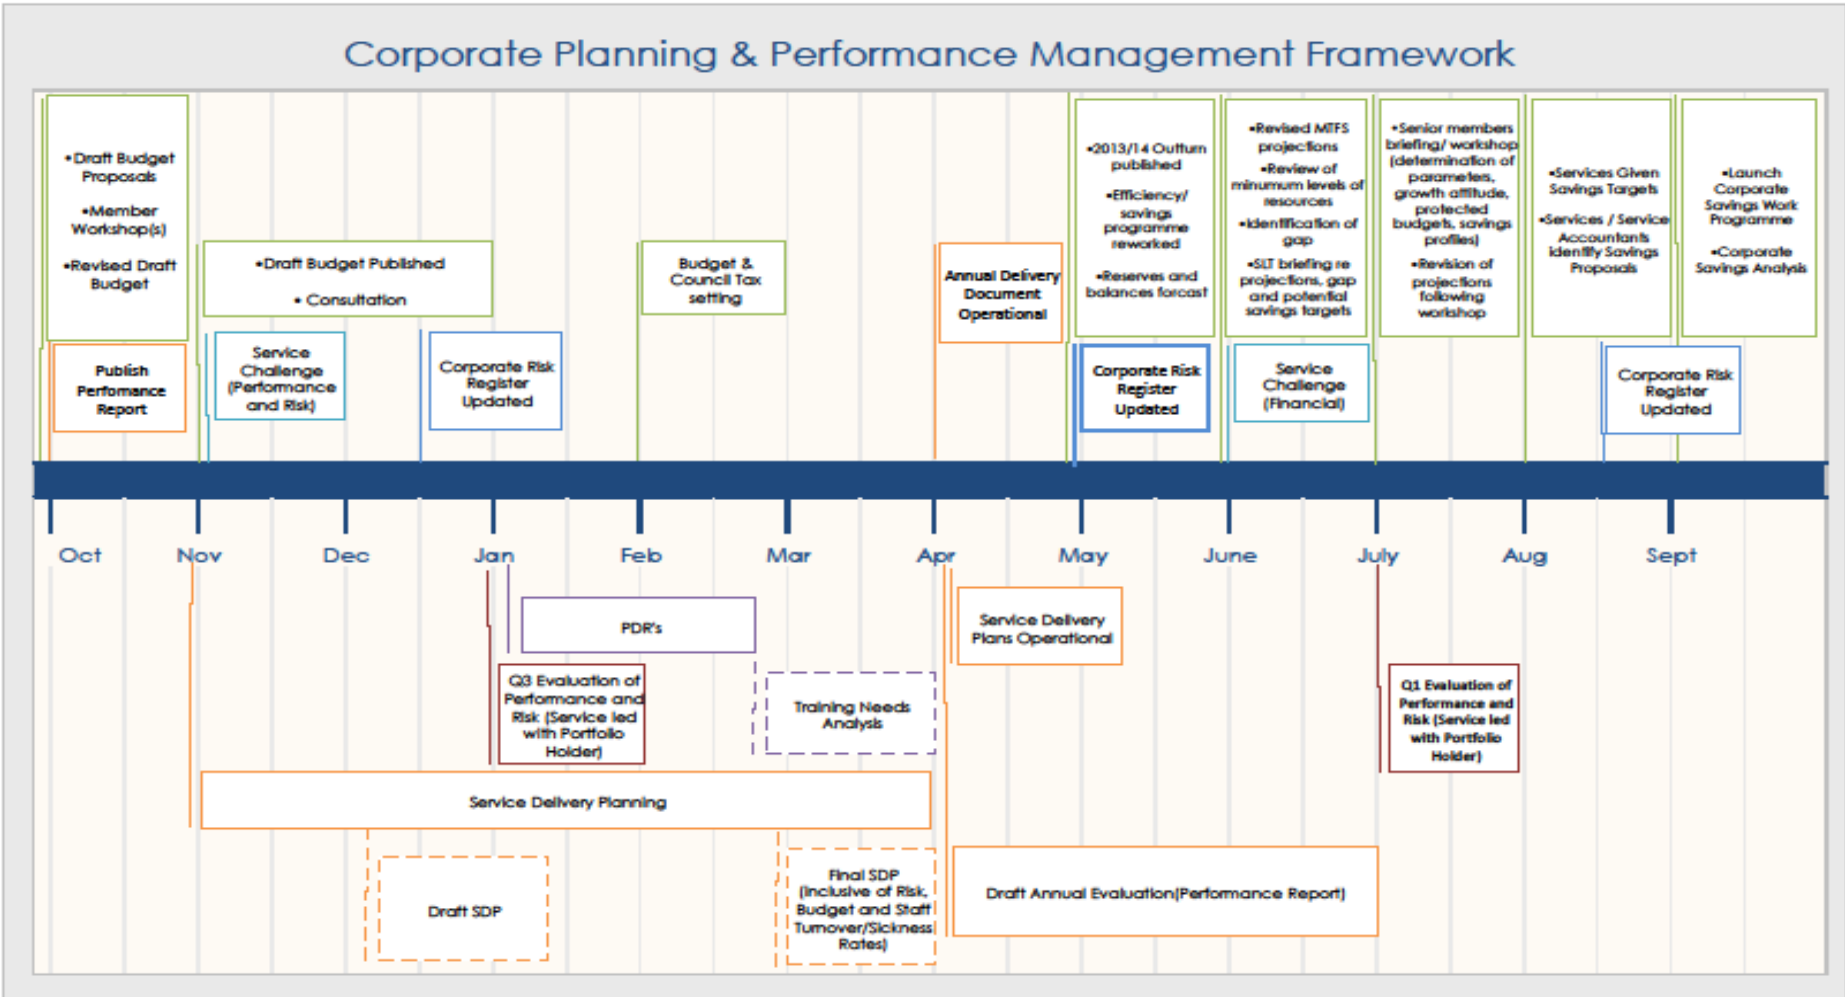 Corporate Planning & Performance Management Framework
•Draft Budget
Proposals
•Member
Workshop(s)
•Revised Draft
Budget
•Draft Budget Published
• Consultation
Budget &
Council Tax
setting
Annual Delivery
Document
Operational
•2013/14 Outturn
published
•Efficiency/
savings
programme
reworked
•Reserves and
balances forcast
•Revised MTFS
projections
•Review of
minumum levels of
resources
•Identification of
gap
•SLT briefing re
projections, gap
and potential
savings targets
•Senior members
briefing/ workshop
(determination of
parameters,
growth attitude,
protected
budgets, savings
profiles)
•Revision of
projections
following
workshop
•Services Given
Savings Targets
•Services / Service
Accountants
identify Savings
Proposals
•Launch
Corporate
Savings Work
Programme
•Corporate
Savings Analysis
Publish
Perfomance
Report
Service
Challenge
(Performance
and Risk)
Corporate Risk
Register
Updated
Corporate Risk
Register
Updated
Service
Challenge
(Financial)
Corporate Risk
Register
Updated
Oct
Nov
Dec
Jan
Feb
Mar
Apr
May
June
July
Aug
Sept
PDR's
Service Delivery
Plans Operational
Q3 Evaluation of
Performance and
Risk (Service led
with Portfolio
Holder)
Training Needs
Analysis
Q1 Evaluation of
Performance and
Risk (Service led
with Portfolio
Holder)
Service Delivery Planning
Draft SDP
Final SDP
(Inclusive of Risk,
Budget and Staff
Turnover/Sickness
Rates)
Draft Annual Evaluation(Performance Report)